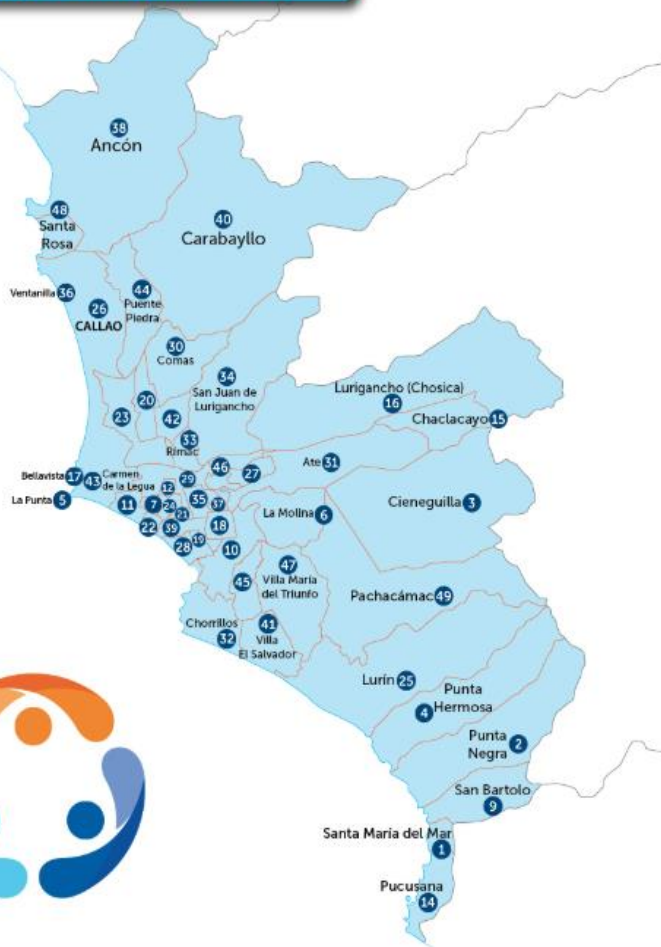 38
Ancón
48
Santa
Rosa
40
Carabayllo
Ventanilla 36
26
CALLAO
44
Puente
Piedra
30
Comas
34
San Juan de
Lurigancho
Lurigancho (Chosica)
16
Chaclacayo 15
20
23
42
33
Rímac
46
27
Ate 31
Bellavista 17
43 Carmen
de la Legua
La Punta 5
12
29
11
7
24
35
37
21
22
39
18
19
28
10
La Molina 6
Cieneguilla 3
47
Villa María
del Triunfo
45
Pachacámac 49
Chorrillos
32
41
Villa
El Salvador
Lurín 25
Punta
Hermosa
4
Punta
Negra
2
San Bartolo
9
Santa María del Mar
1
Pucusana
14